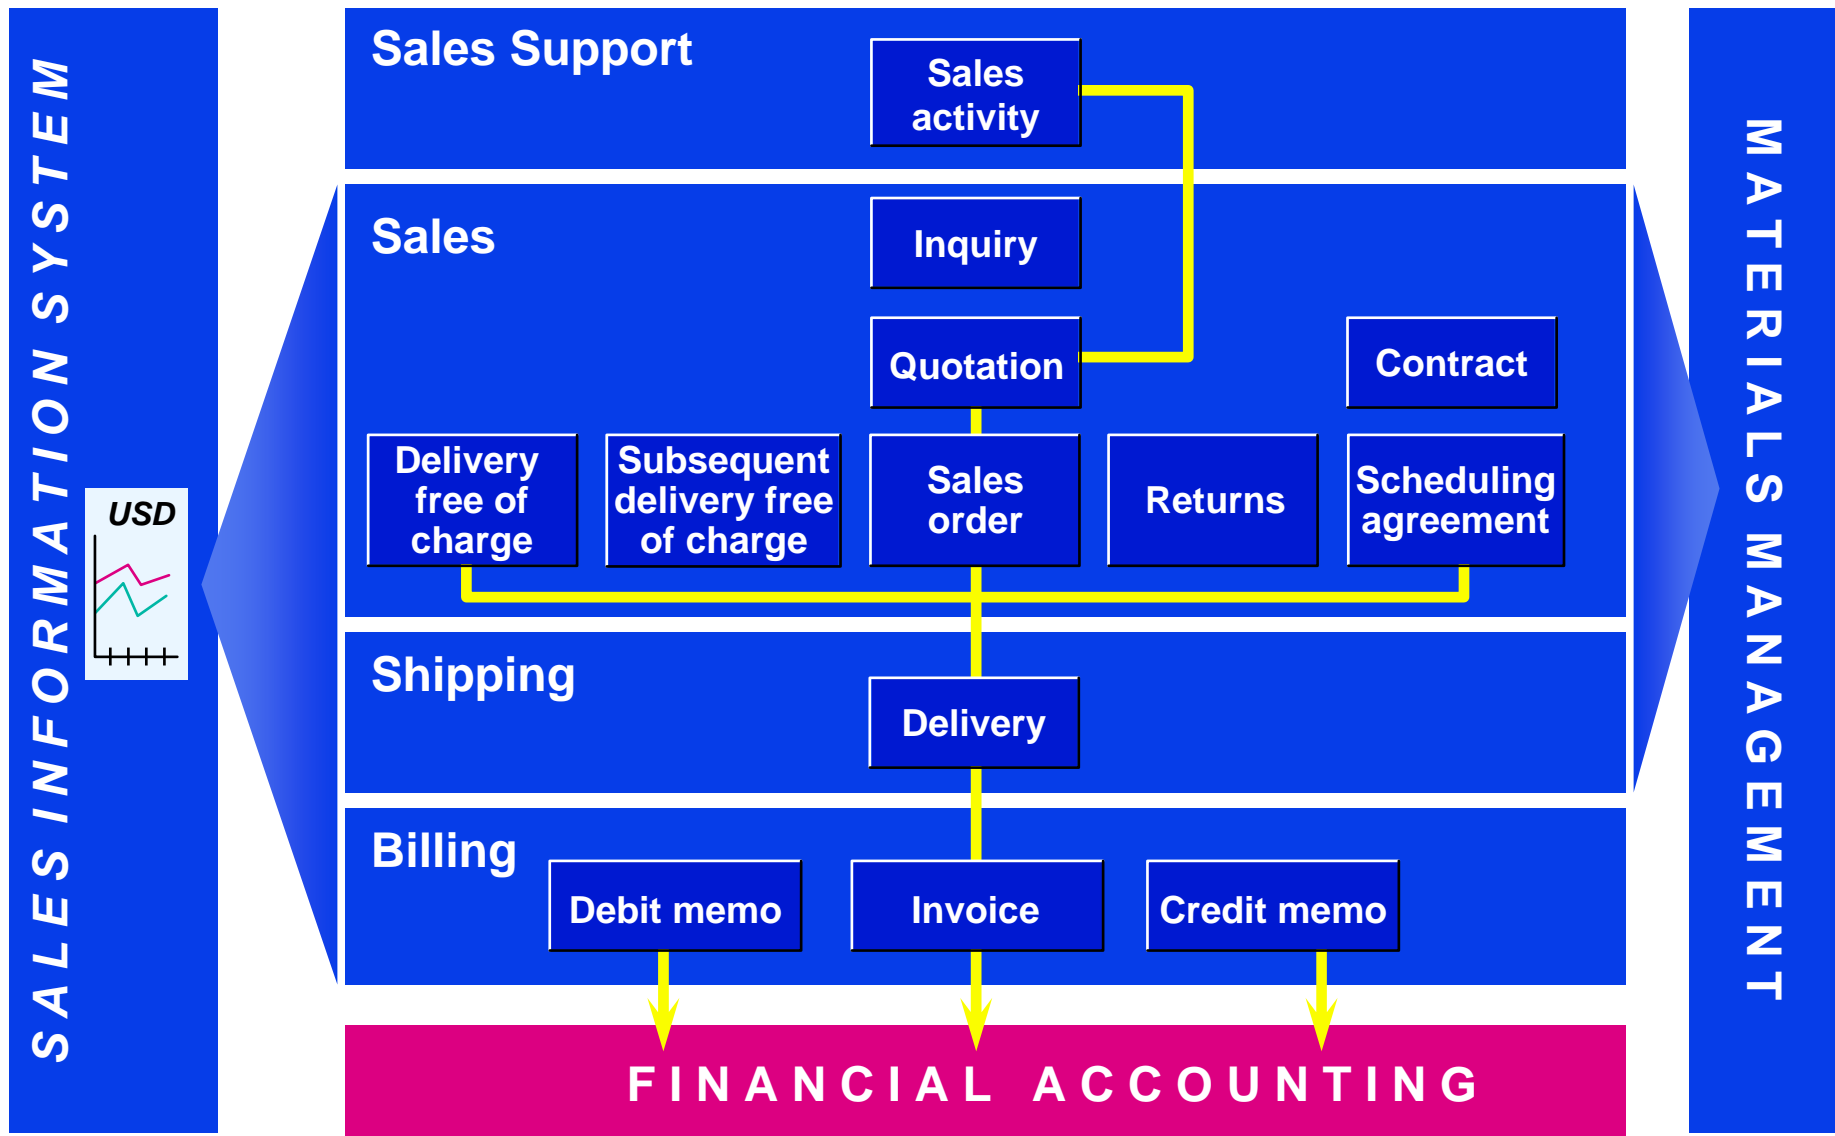 SALES INFORMATION SYSTEM
USD
Sales Support
Sales
activity
Sales
Inquiry
Quotation
Contract
Delivery
free of
charge
Subsequent
delivery free
of charge
Sales
order
Returns
Scheduling
agreement
Shipping
Delivery
Billing
Debit memo
Invoice
Credit memo
FINANCIAL ACCOUNTING
MATERIALS MANAGEMENT